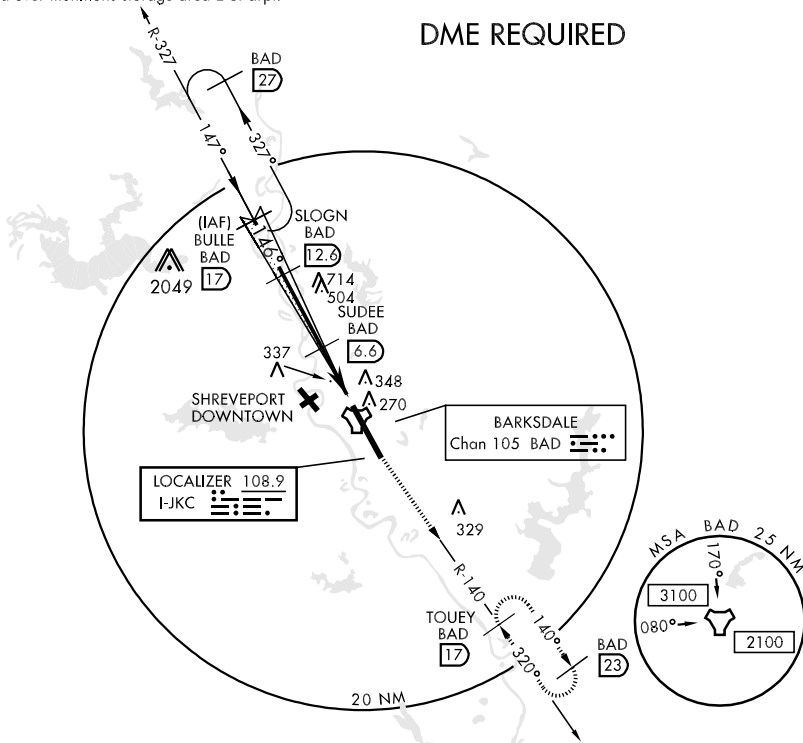 DME REQUIRED
R-327
BAD
27
147°
327°
(IAF)
BULLE
BAD
17
146°
SLOGN
BAD
12.6
2049
714
504
SUDEE
BAD
6.6
337
348
270
SHREVEPORT
DOWNTOWN
BARKSDALE
Chan 105 BAD
LOCALIZER 108.9
I-JKC
329
R-140
TOUEY
BAD
17
140°
320°
BAD
23
20 NM
MSA BAD 25 NM
170°
3100
080°
2100